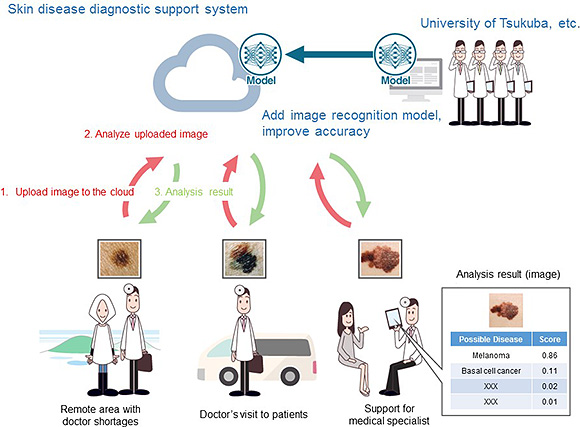 Skin disease diagnostic support system
University of Tsukuba, etc.
Model
Model
Add image recognition model,
improve accuracy
2. Analyze uploaded image
1. Upload image to the cloud
3. Analysis result
Analysis result (image)
Possible Disease Score
Melanoma 0.86
Basal cell cancer 0.11
XXX 0.02
XXX 0.01
Remote area with
doctor shortages
Doctor's visit to patients
Support for
medical specialist